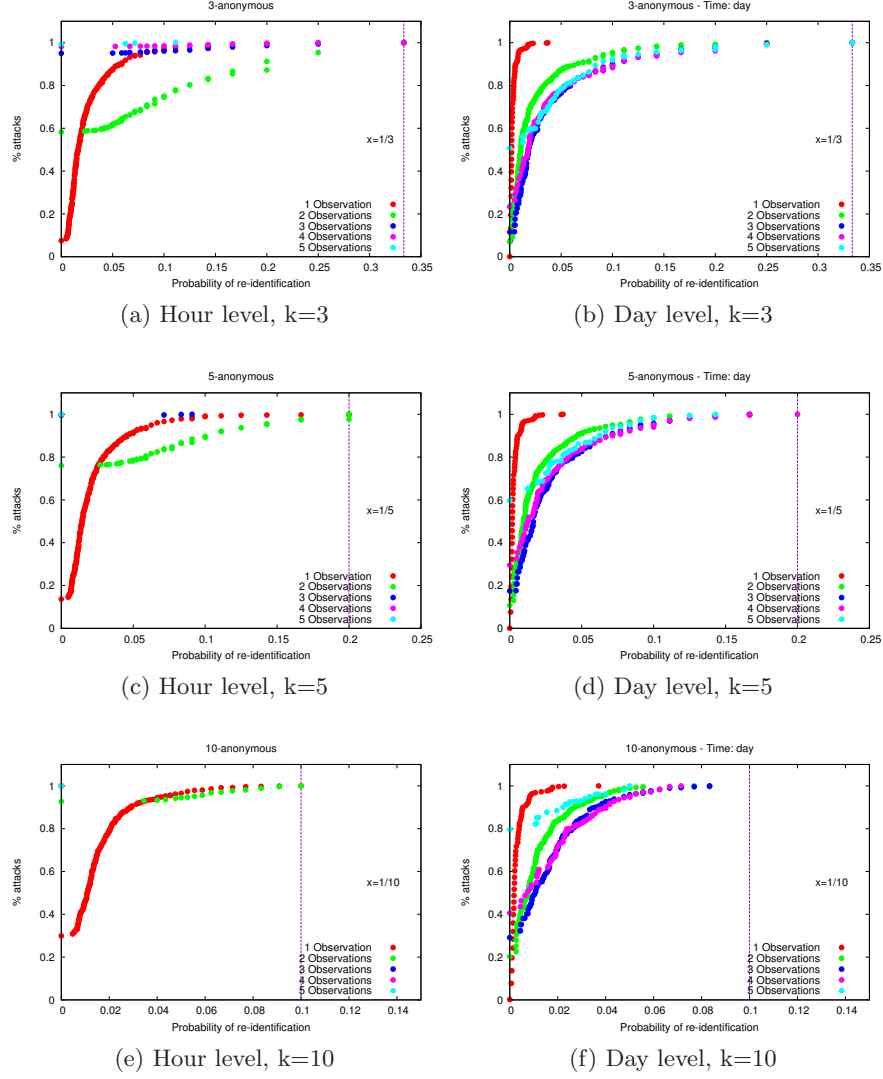 3-anonymous
% attacks
1
0.8
0.6
0.4
0.2
0
x=1/3
1 Observation
2 Observations
3 Observations
4 Observations
5 Observations
0 0.05 0.1 0.15 0.2 0.25 0.3 0.35
Probability of re-identification
(a) Hour level, k=3
3-anonymous - Time: day
% attacks
1
0.8
0.6
0.4
0.2
0
x=1/3
1 Observation
2 Observations
3 Observations
4 Observations
5 Observations
0 0.05 0.1 0.15 0.2 0.25 0.3 0.35
Probability of re-identification
(b) Day level, k=3
5-anonymous
% attacks
1
0.8
0.6
0.4
0.2
0
x=1/5
1 Observation
2 Observations
3 Observations
4 Observations
5 Observations
0 0.05 0.1 0.15 0.2 0.25
Probability of re-identification
(c) Hour level, k=5
5-anonymous - Time: day
% attacks
1
0.8
0.6
0.4
0.2
0
x=1/5
1 Observation
2 Observations
3 Observations
4 Observations
5 Observations
0 0.05 0.1 0.15 0.2 0.25
Probability of re-identification
(d) Day level, k=5
10-anonymous
% attacks
1
0.8
0.6
0.4
0.2
0
x=1/10
1 Observation
2 Observations
3 Observations
4 Observations
5 Observations
0 0.02 0.04 0.06 0.08 0.1 0.12 0.14
Probability of re-identification
(e) Hour level, k=10
10-anonymous - Time: day
% attacks
1
0.8
0.6
0.4
0.2
0
x=1/10
1 Observation
2 Observations
3 Observations
4 Observations
5 Observations
0 0.02 0.04 0.06 0.08 0.1 0.12 0.14
Probability of re-identification
(f) Day level, k=10